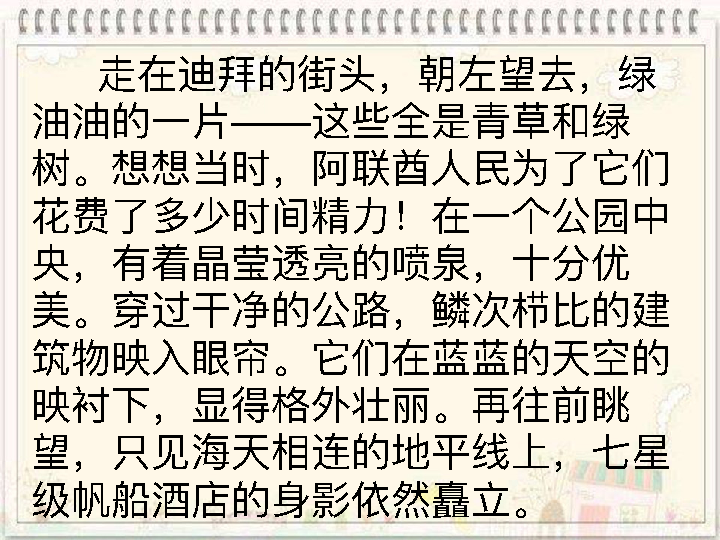 走在迪拜的街头，朝左望去，绿
油油的一片——这些全是青草和绿
树。想想当时，阿联酋人民为了它们
花费了多少时间精力！在一个公园中
央，有着晶莹透亮的喷泉，十分优
美。穿过干净的公路，鳞次栉比的建
筑物映入眼帘。它们在蓝蓝的天空的
映衬下，显得格外壮丽。再往前眺
望，只见海天相连的地平线上，七星
级帆船酒店的身影依然矗立。